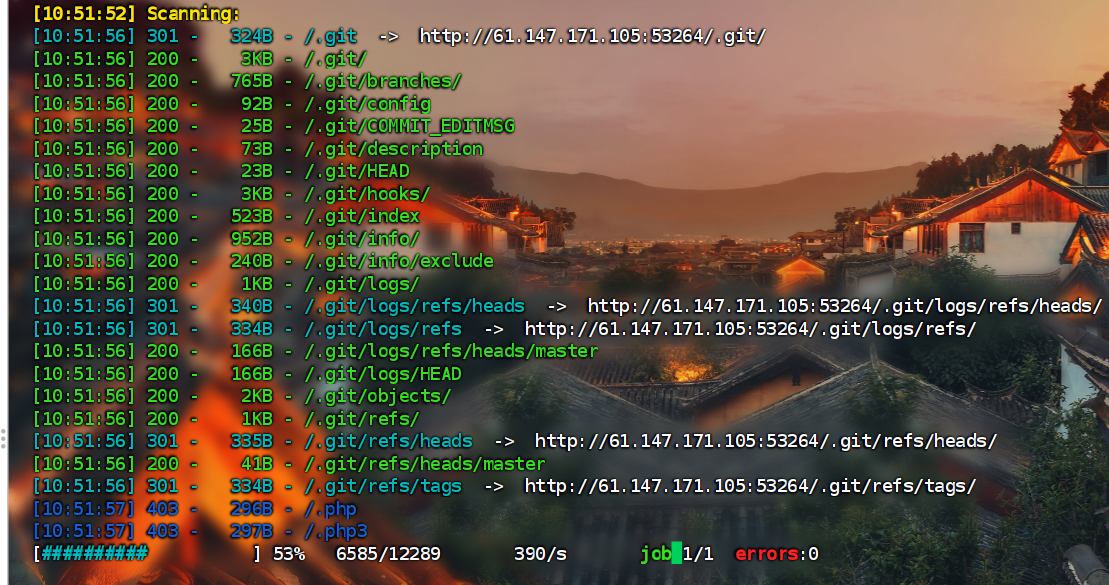 [10:51:52] Scanning:
[10:51:56] 301 -   324B - /.git  ->  http://61.147.171.105:53264/.git/
[10:51:56] 200 -     3KB - /.git/
[10:51:56] 200 -   765B - /.git/branches/
[10:51:56] 200 -    92B - /.git/config
[10:51:56] 200 -    25B - /.git/COMMIT_EDITMSG
[10:51:56] 200 -    73B - /.git/description
[10:51:56] 200 -    23B - /.git/HEAD
[10:51:56] 200 -     3KB - /.git/hooks/
[10:51:56] 200 -   523B - /.git/index
[10:51:56] 200 -   952B - /.git/info/
[10:51:56] 200 -   240B - /.git/info/exclude
[10:51:56] 200 -     1KB - /.git/logs/
[10:51:56] 301 -   340B - /.git/logs/refs/heads  ->  http://61.147.171.105:53264/.git/logs/refs/heads/
[10:51:56] 301 -   334B - /.git/logs/refs  ->  http://61.147.171.105:53264/.git/logs/refs/
[10:51:56] 200 -   166B - /.git/logs/refs/heads/master
[10:51:56] 200 -   166B - /.git/logs/HEAD
[10:51:56] 200 -     2KB - /.git/objects/
[10:51:56] 200 -     1KB - /.git/refs/
[10:51:56] 301 -   335B - /.git/refs/heads  ->  http://61.147.171.105:53264/.git/refs/heads/
[10:51:56] 200 -    41B - /.git/refs/heads/master
[10:51:56] 301 -   334B - /.git/refs/tags  ->  http://61.147.171.105:53264/.git/refs/tags/
[10:51:57] 403 -   296B - /.php
[10:51:57] 403 -   297B - /.php3
[##########          ] 53%   6585/12289       390/s       job 1/1  errors:0